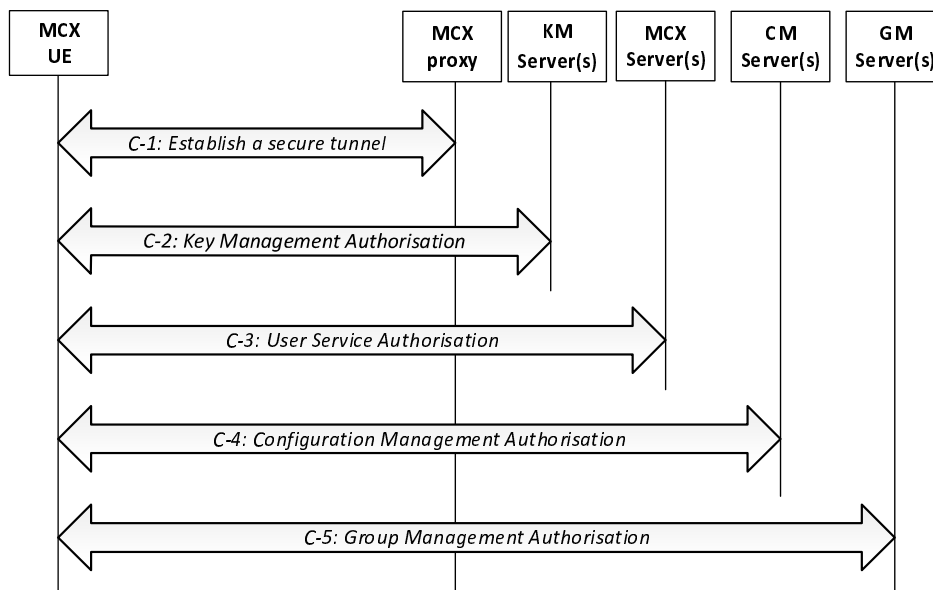 MCX
UE
MCX
proxy
KM
Server(s)
MCX
Server(s)
CM
Server(s)
GM
Server(s)
C-1: Establish a secure tunnel
C-2: Key Management Authorisation
C-3: User Service Authorisation
C-4: Configuration Management Authorisation
C-5: Group Management Authorisation